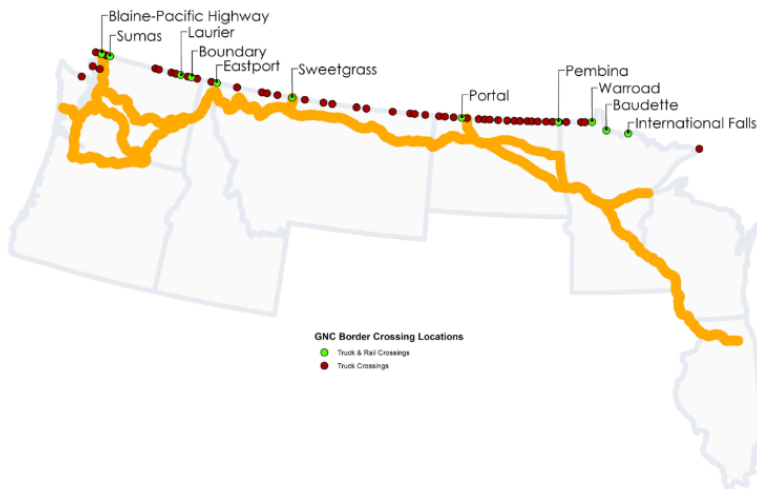 Blaine-Pacific Highway
Sumas
Laurier
Boundary
Eastport
Sweetgrass
Portal
Pembina
Warroad
Baudette
International Falls
GNC Border Crossing Locations
Truck & Rail Crossings
Truck Crossings